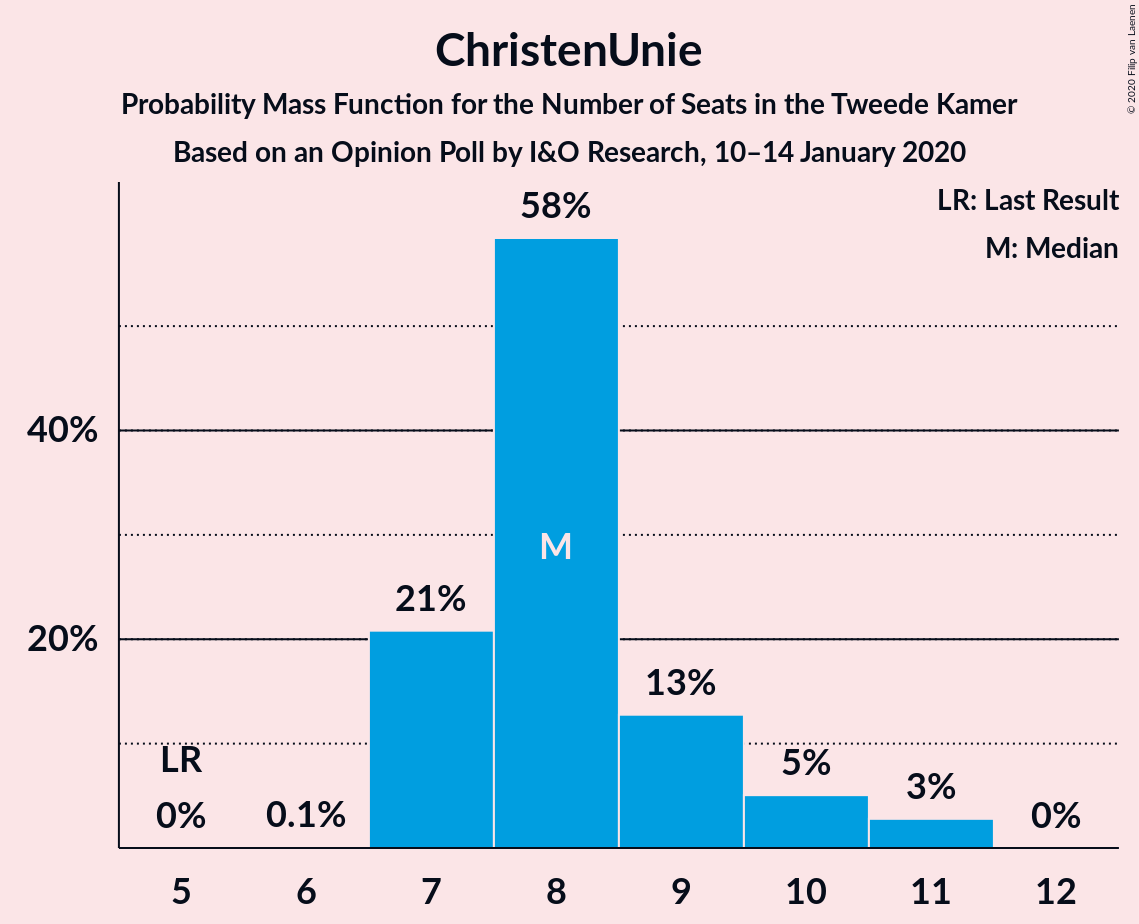 ChristenUnie
Probability Mass Function for the Number of Seats in the Tweede Kamer
Based on an Opinion Poll by I&O Research, 10–14 January 2020
© 2020 Filip van Laenen
LR: Last Result
M: Median
58%
40%
M
21%
20%
13%
LR
5%
3%
0%
0.1%
0%
5 6 7 8 9 10 11 12